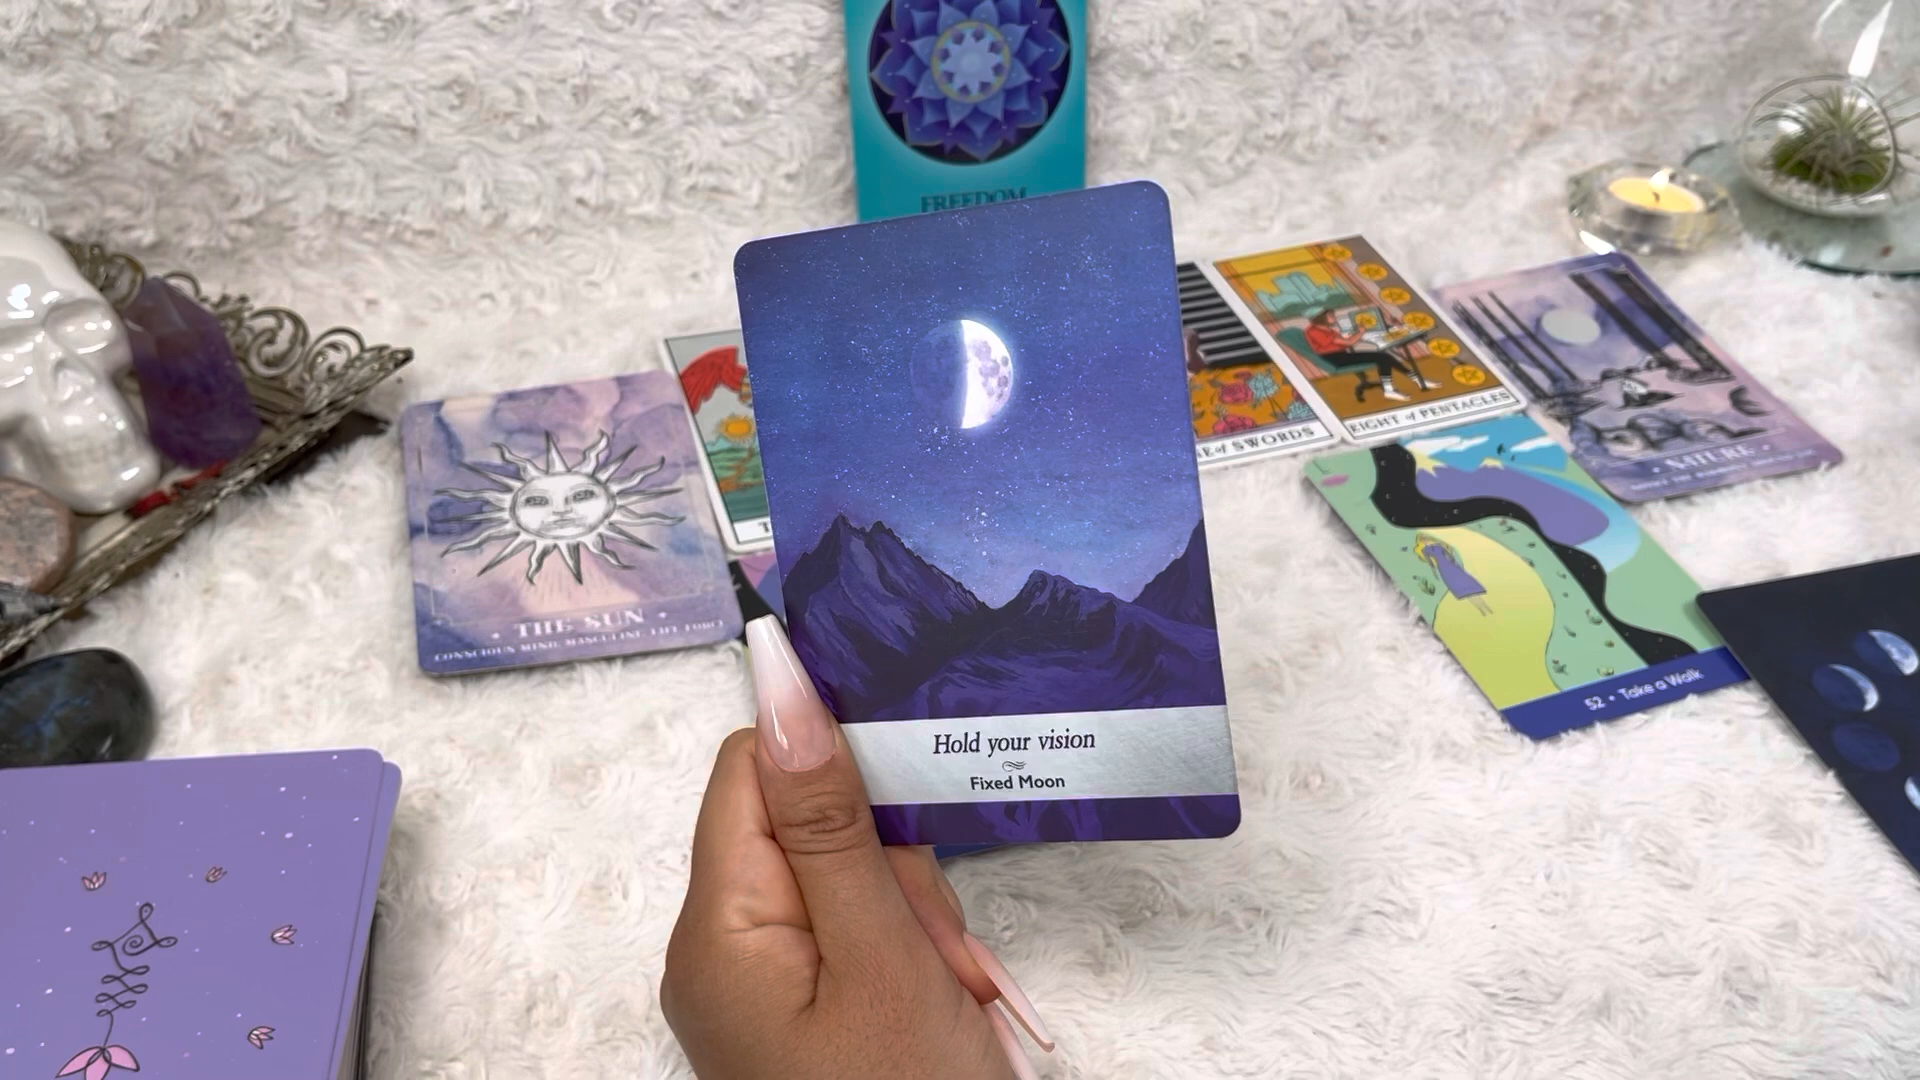 FREEDOM
Hold your vision
Fixed Moon
THE SUN
CONSCIOUS MIND. MASCULINE. LIFE FORCE
T
OF SWORDS
EIGHT of PENTACLES
NATURE
52 • Take a Walk